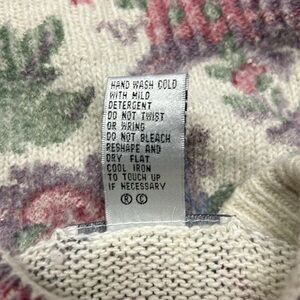 HAND WASH COLD
WITH MILD
DETERGENT
DO NOT TWIST
OR WRING
DO NOT BLEACH
RESHAPE AND
DRY FLAT
COOL IRON
TO TOUCH UP
IF NECESSARY
® ©